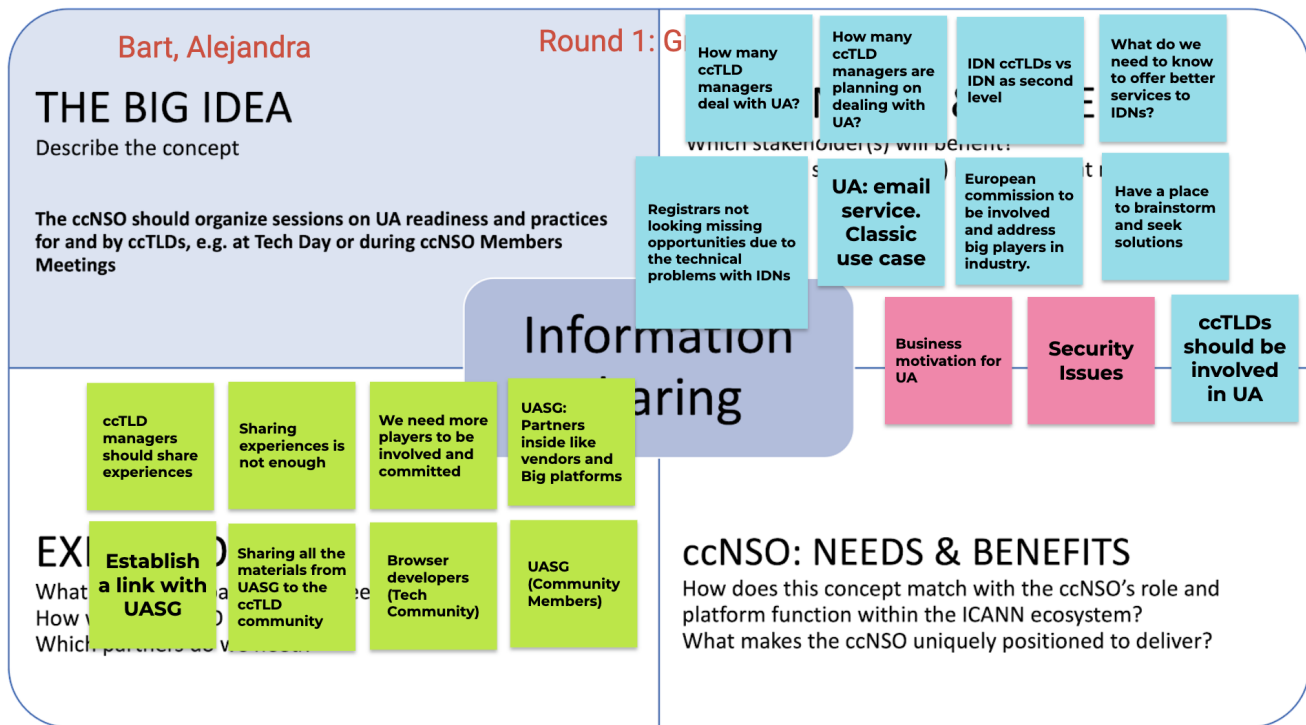 Bart, Alejandra
Round 1: G
THE BIG IDEA
Describe the concept
The ccNSO should organize sessions on UA readiness and practices
for and by ccTLDs, e.g. at Tech Day or during ccNSO Members
Meetings
How many
ccTLD
managers
deal with UA?
How many
ccTLD
managers are
planning on
dealing with
UA?
IDN ccTLDs vs
IDN as second
level
What do we
need to know
to offer better
services to
IDNs?
&
Which stakeholder(s) will benefit?
Registrars not
looking missing
opportunities due to
the technical
problems with IDNs
UA: email
service.
Classic
use case
European
commission to
be involved
and address
big players in
industry.
Have a place
to brainstorm
and seek
solutions
Business
motivation for
UA
Security
Issues
ccTLDs
should be
involved
in UA
Information
aring
ccTLD
managers
should share
experiences
Sharing
experiences is
not enough
We need more
players to be
involved and
committed
UASG:
Partners
inside like
vendors and
Big platforms
Establish
a link with
UASG
Sharing all the
materials from
UASG to the
ccTLD
community
Browser
developers
(Tech
Community)
UASG
(Community
Members)
EX
What
How
Which partners do we need?
ccNSO: NEEDS & BENEFITS
How does this concept match with the ccNSO's role and
platform function within the ICANN ecosystem?
What makes the ccNSO uniquely positioned to deliver?